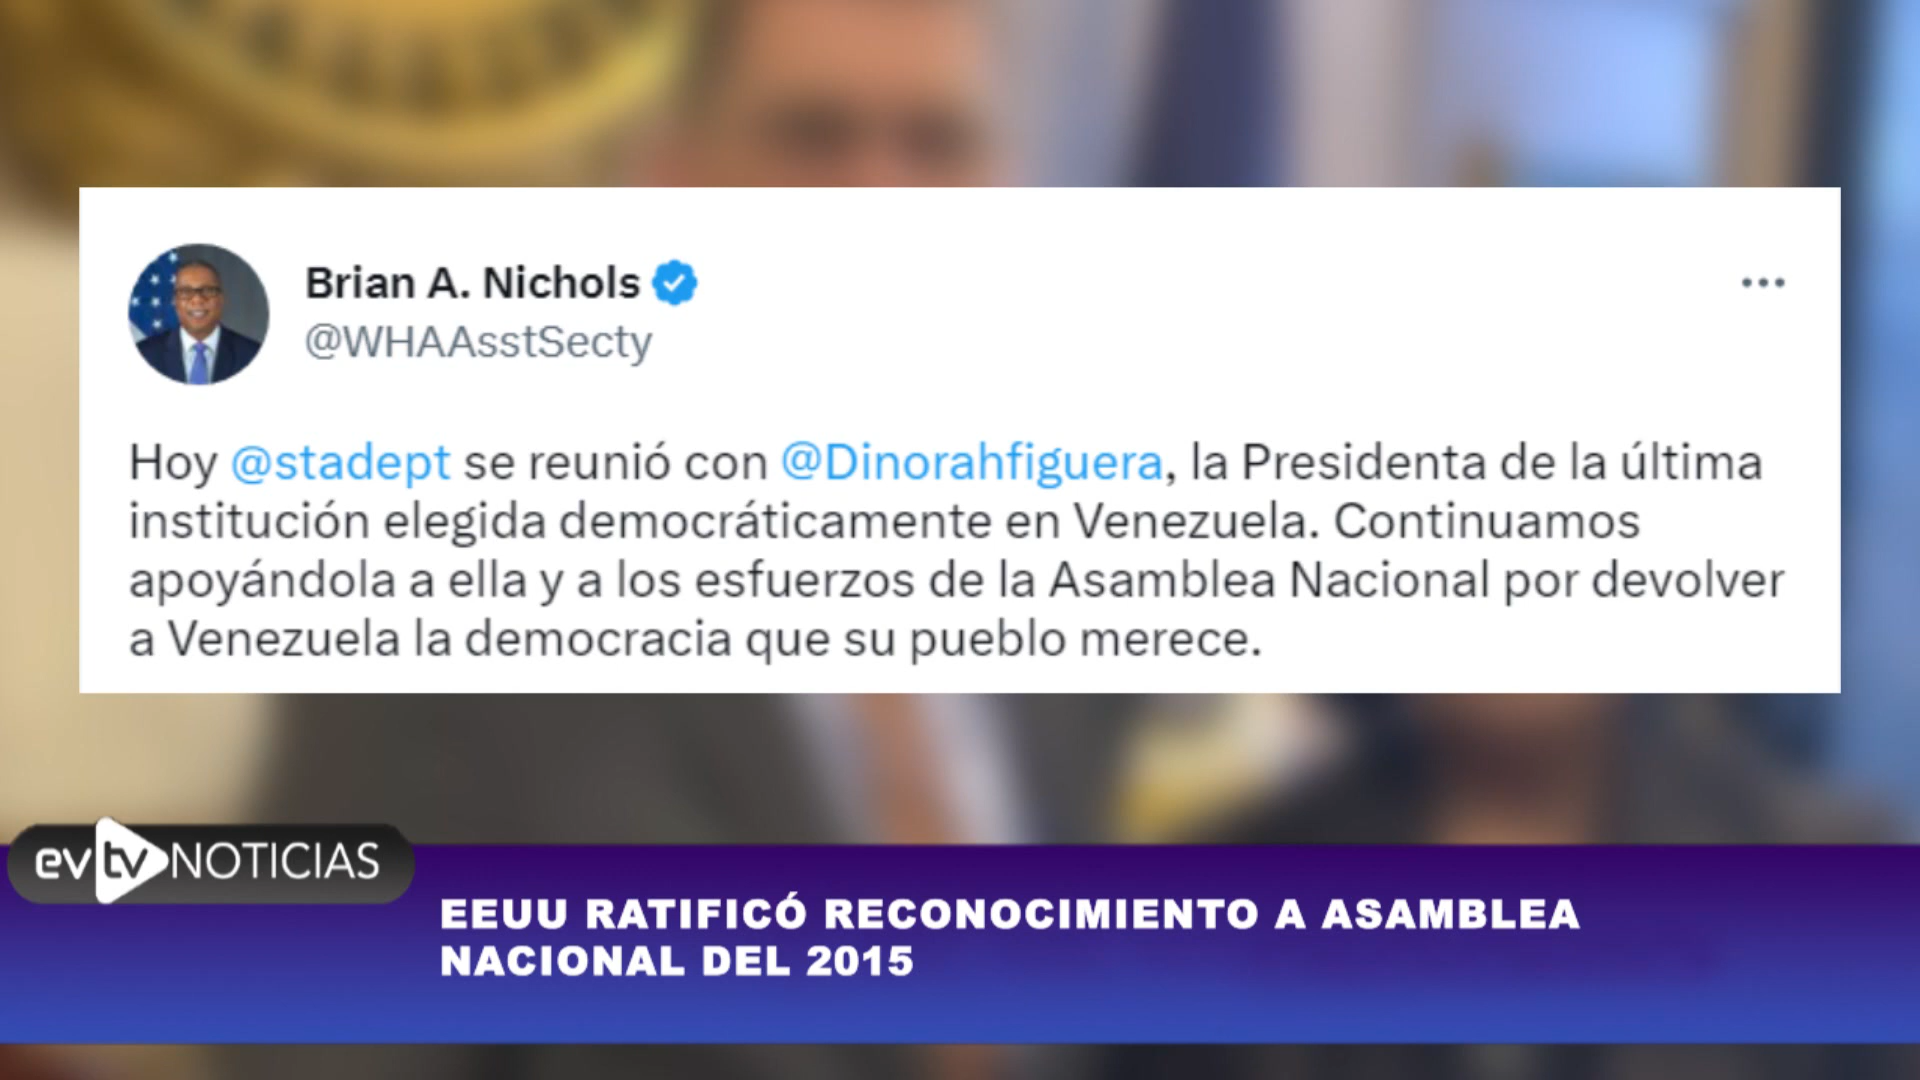 Brian A. Nichols
@WHAAsstSecty
Hoy @stadept se reunió con @Dinorahfiguera, la Presidenta de la última
institución elegida democráticamente en Venezuela. Continuamos
apoyándola a ella y a los esfuerzos de la Asamblea Nacional por devolver
a Venezuela la democracia que su pueblo merece.
evtv NOTICIAS
EEUU RATIFICÓ RECONOCIMIENTO A ASAMBLEA
NACIONAL DEL 2015